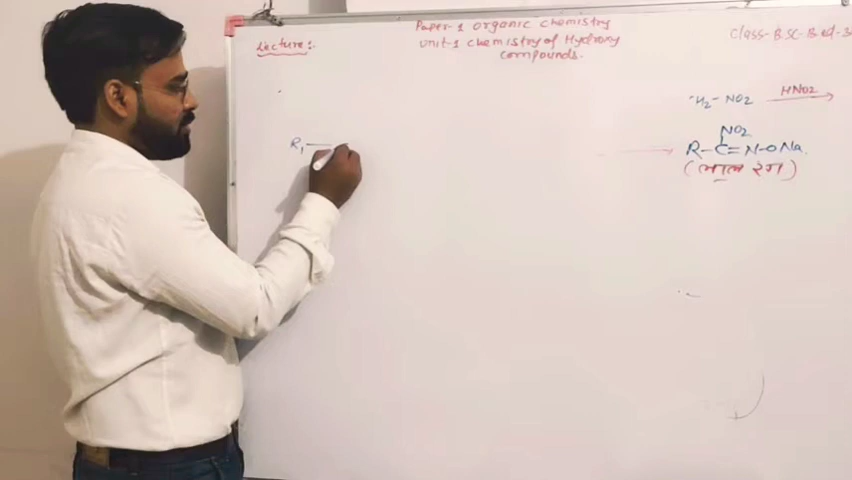 Paper-1 organic chemistry
Lecture:
unit-1 chemistry of Hydroxy
compounds.
Class-B.SC-B.ed-3
H₂-NO₂ HNO₂
R₁—
NO₂
R-C=N-ONa.
(लाल रंग)